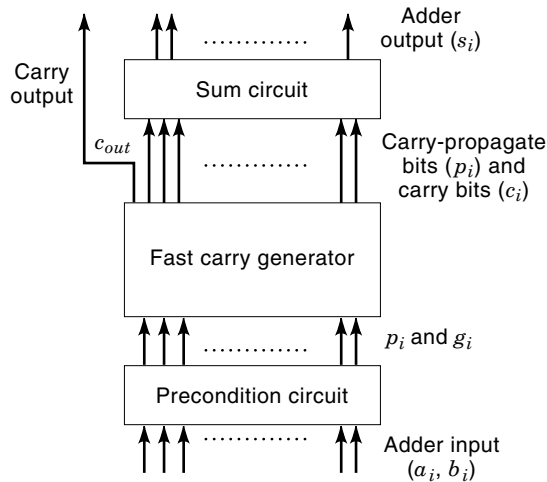 Adder
output (s_i)
Carry
output
Sum circuit
c_out
Carry-propagate
bits (p_i) and
carry bits (c_i)
Fast carry generator
p_i and g_i
Precondition circuit
Adder input
(a_i, b_i)